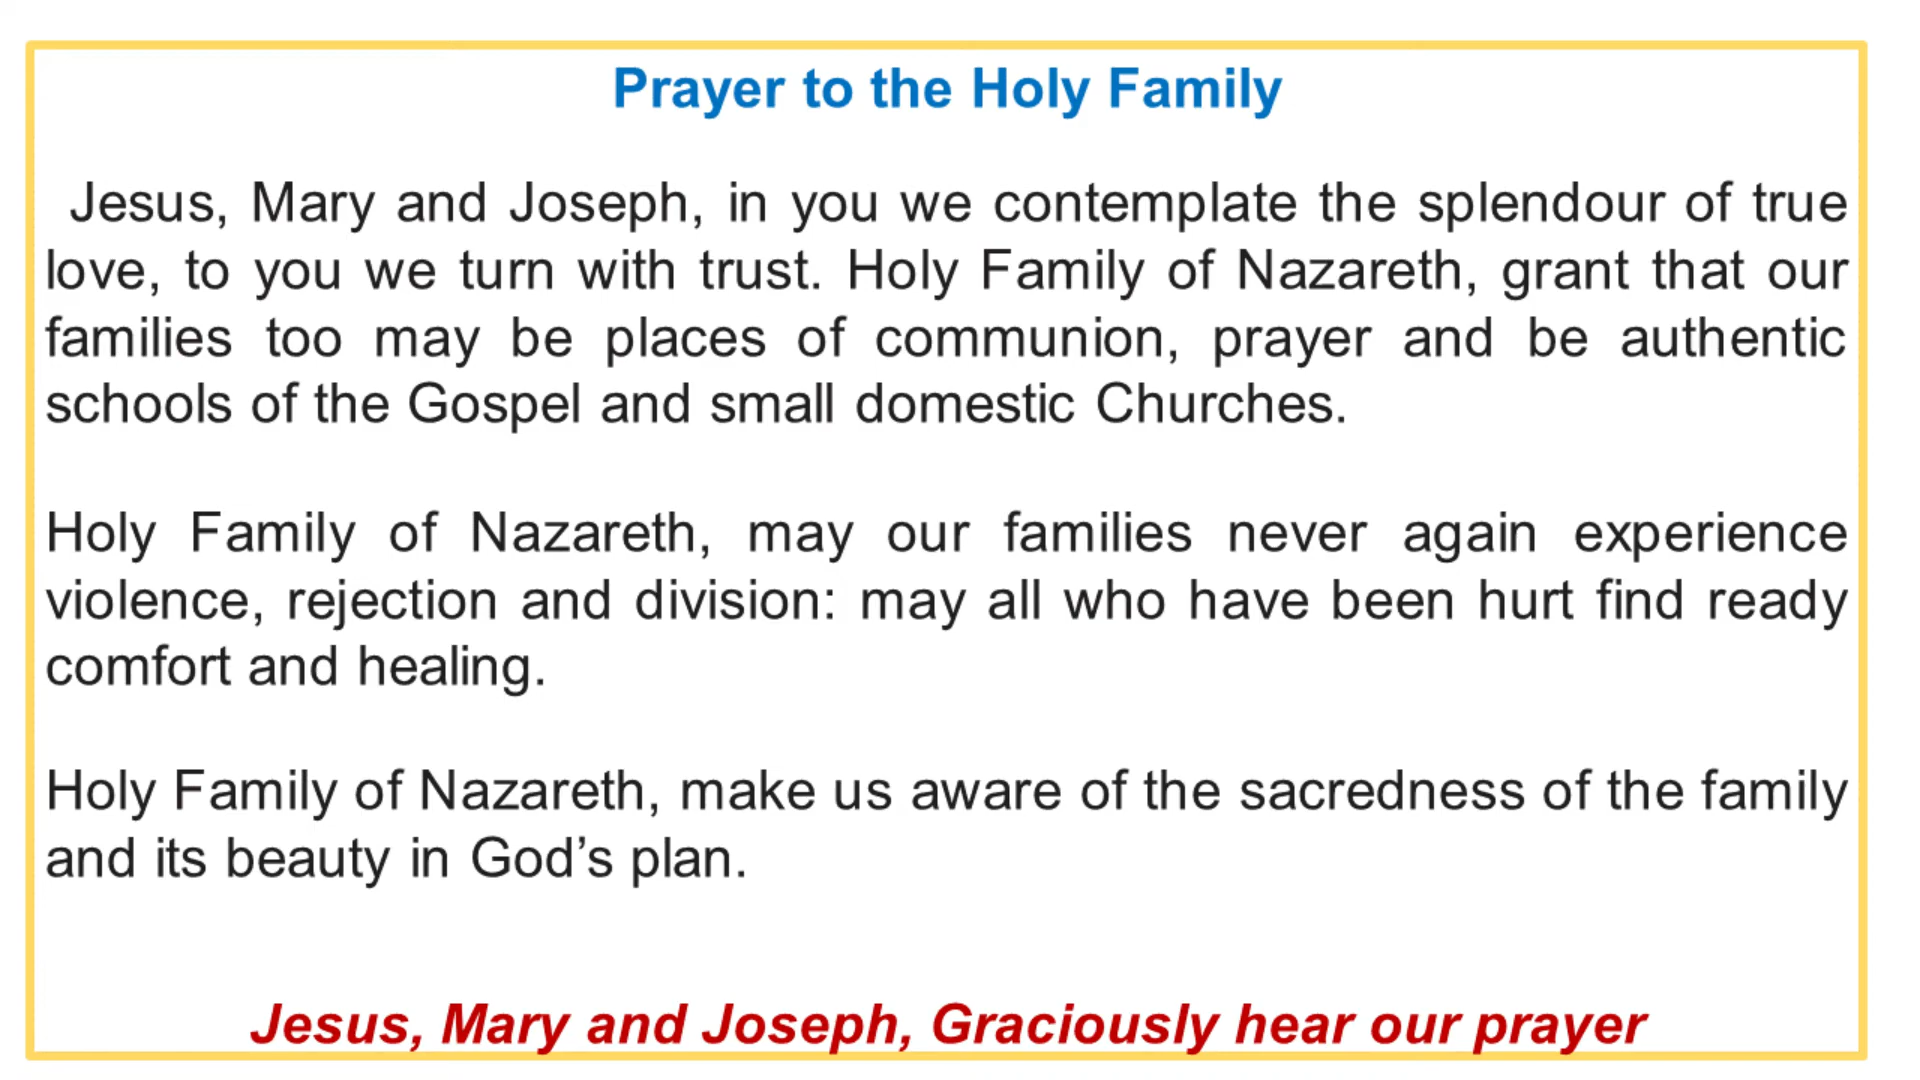 Prayer to the Holy Family
Jesus, Mary and Joseph, in you we contemplate the splendour of true
love, to you we turn with trust. Holy Family of Nazareth, grant that our
families too may be places of communion, prayer and be authentic
schools of the Gospel and small domestic Churches.
Holy Family of Nazareth, may our families never again experience
violence, rejection and division: may all who have been hurt find ready
comfort and healing.
Holy Family of Nazareth, make us aware of the sacredness of the family
and its beauty in God’s plan.
Jesus, Mary and Joseph, Graciously hear our prayer